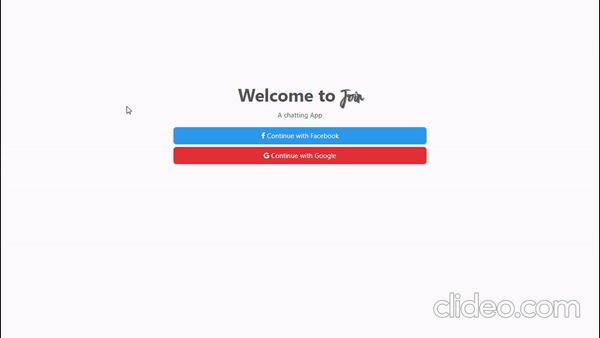 Welcome to Join
A chatting App
Continue with Facebook
Continue with Google
clideo.com